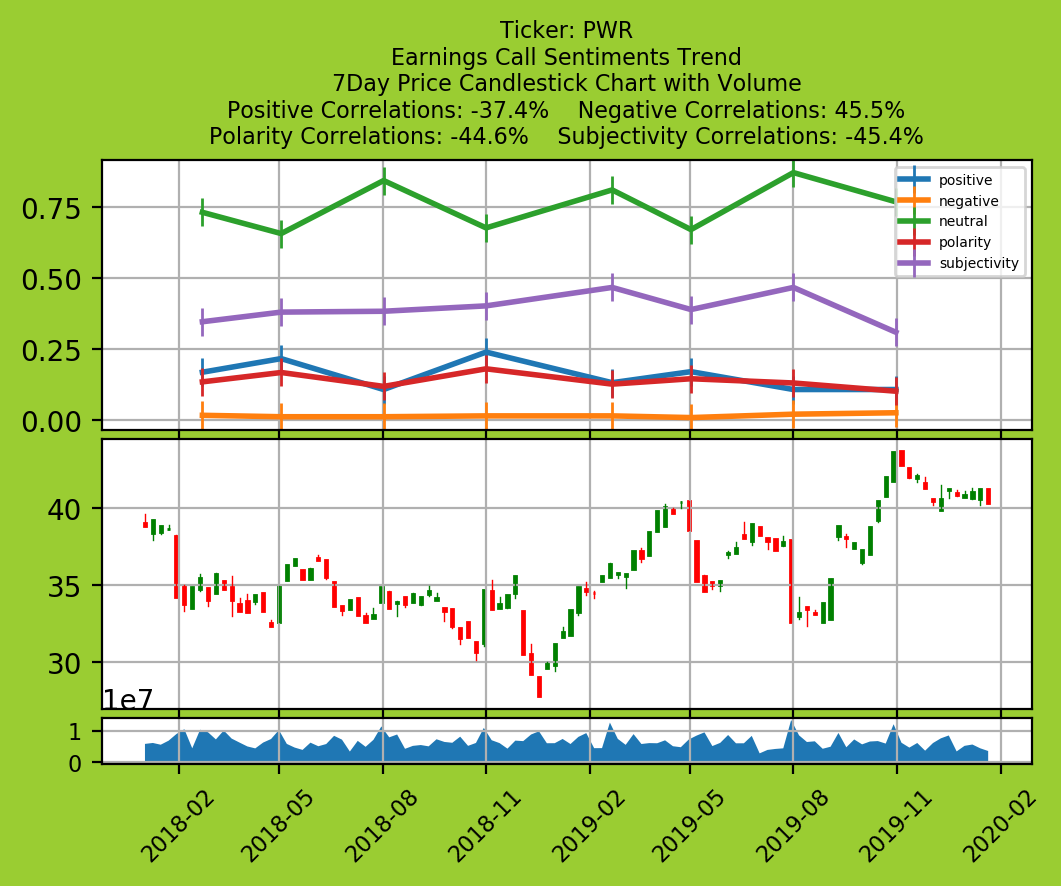 Ticker: PWR
Earnings Call Sentiments Trend
7Day Price Candlestick Chart with Volume
Positive Correlations: -37.4%    Negative Correlations: 45.5%
Polarity Correlations: -44.6%    Subjectivity Correlations: -45.4%
0.75
0.50
0.25
0.00
positive
negative
neutral
polarity
subjectivity
40
35
30
1e7
1
0
2018-02
2018-05
2018-08
2018-11
2019-02
2019-05
2019-08
2019-11
2020-02